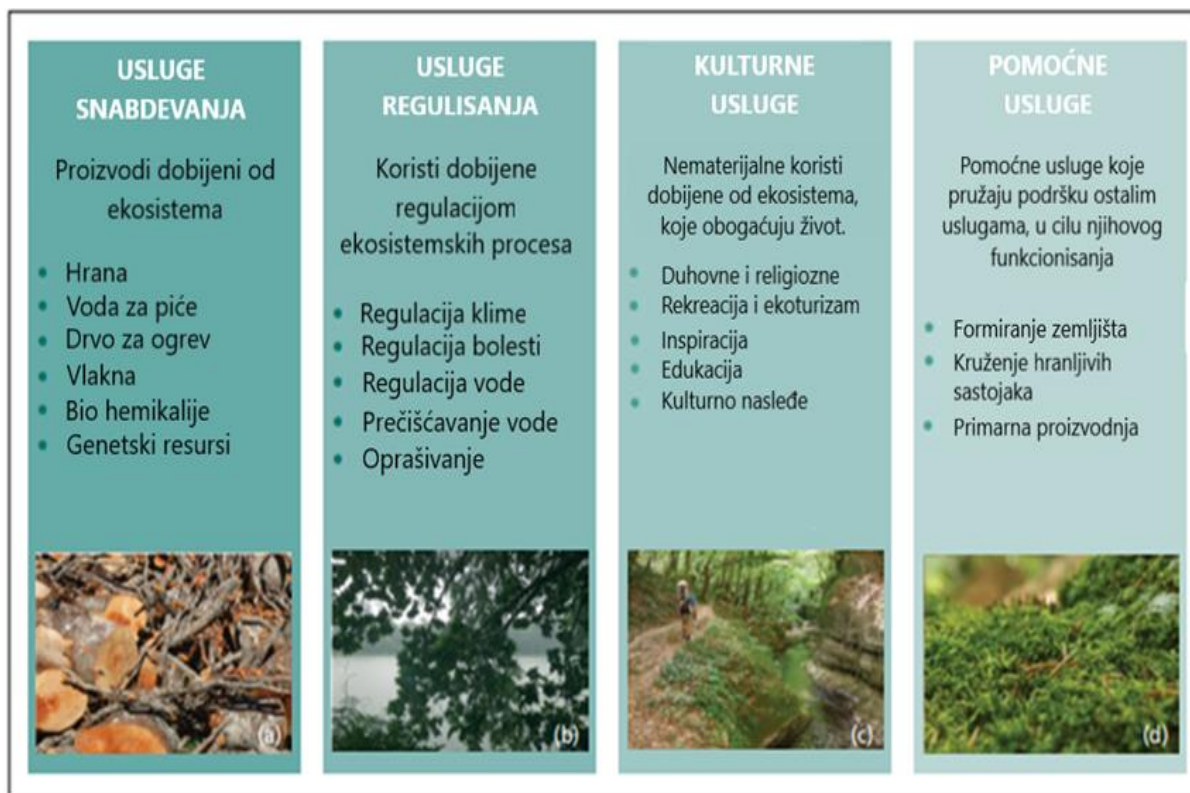 USLUGE
SNABDEVANJA
Proizvodi dobijeni od
ekosistema
• Hrana
• Voda za piće
• Drvo za ogrev
• Vlakna
• Bio hemikalije
• Genetski resursi
(a)
USLUGE
REGULISANJA
Koristi dobijene
regulacijom
ekosistemskih procesa
• Regulacija klime
• Regulacija bolesti
• Regulacija vode
• Prečišćavanje vode
• Oprašivanje
(b)
KULTURNE
USLUGE
Nematerijalne koristi
dobijene od ekosistema,
koje obogaćuju život.
• Duhovne i religiozne
• Rekreacija i ekoturizam
• Inspiracija
• Edukacija
• Kulturno nasleđe
(c)
POMOĆNE
USLUGE
Pomoćne usluge koje
pružaju podršku ostalim
uslugama, u cilu njihovog
funkcionisanja
• Formiranje zemljišta
• Kruženje hranljivih
sastojaka
• Primarna proizvodnja
(d)